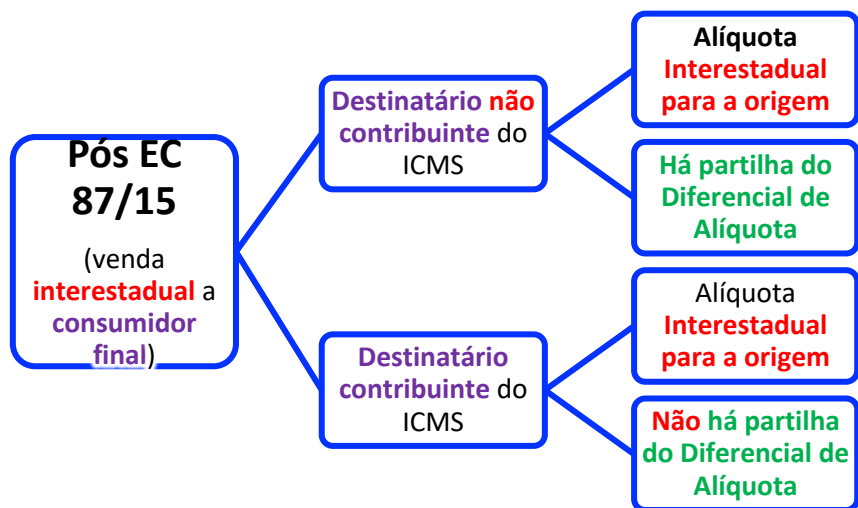 Pós EC
87/15
(venda
interestadual a
consumidor
final)
Destinatário não
contribuinte do
ICMS
Alíquota
Interestadual
para a origem
Há partilha do
Diferencial de
Alíquota
Destinatário
contribuinte do
ICMS
Alíquota
Interestadual
para a origem
Não há partilha
do Diferencial de
Alíquota